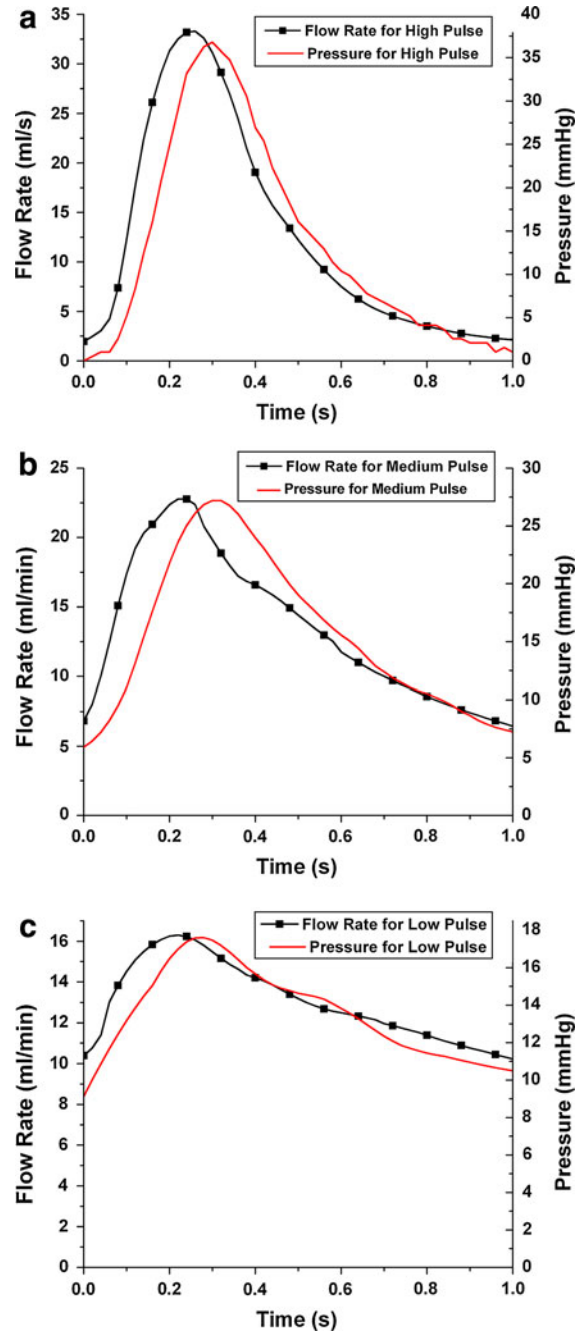 a
Flow Rate for High Pulse
Pressure for High Pulse
Flow Rate (ml/s)
35
30
25
20
15
10
5
0
Pressure (mmHg)
40
35
30
25
20
15
10
5
0
0.0 0.2 0.4 0.6 0.8 1.0
Time (s)
b
Flow Rate for Medium Pulse
Pressure for Medium Pulse
Flow Rate (ml/min)
25
20
15
10
5
0
Pressure (mmHg)
30
25
20
15
10
5
0
0.0 0.2 0.4 0.6 0.8 1.0
Time (s)
c
Flow Rate for Low Pulse
Pressure for Low Pulse
Flow Rate (ml/min)
16
14
12
10
8
6
4
2
0
Pressure (mmHg)
18
16
14
12
10
8
6
4
2
0
0.0 0.2 0.4 0.6 0.8 1.0
Time (s)